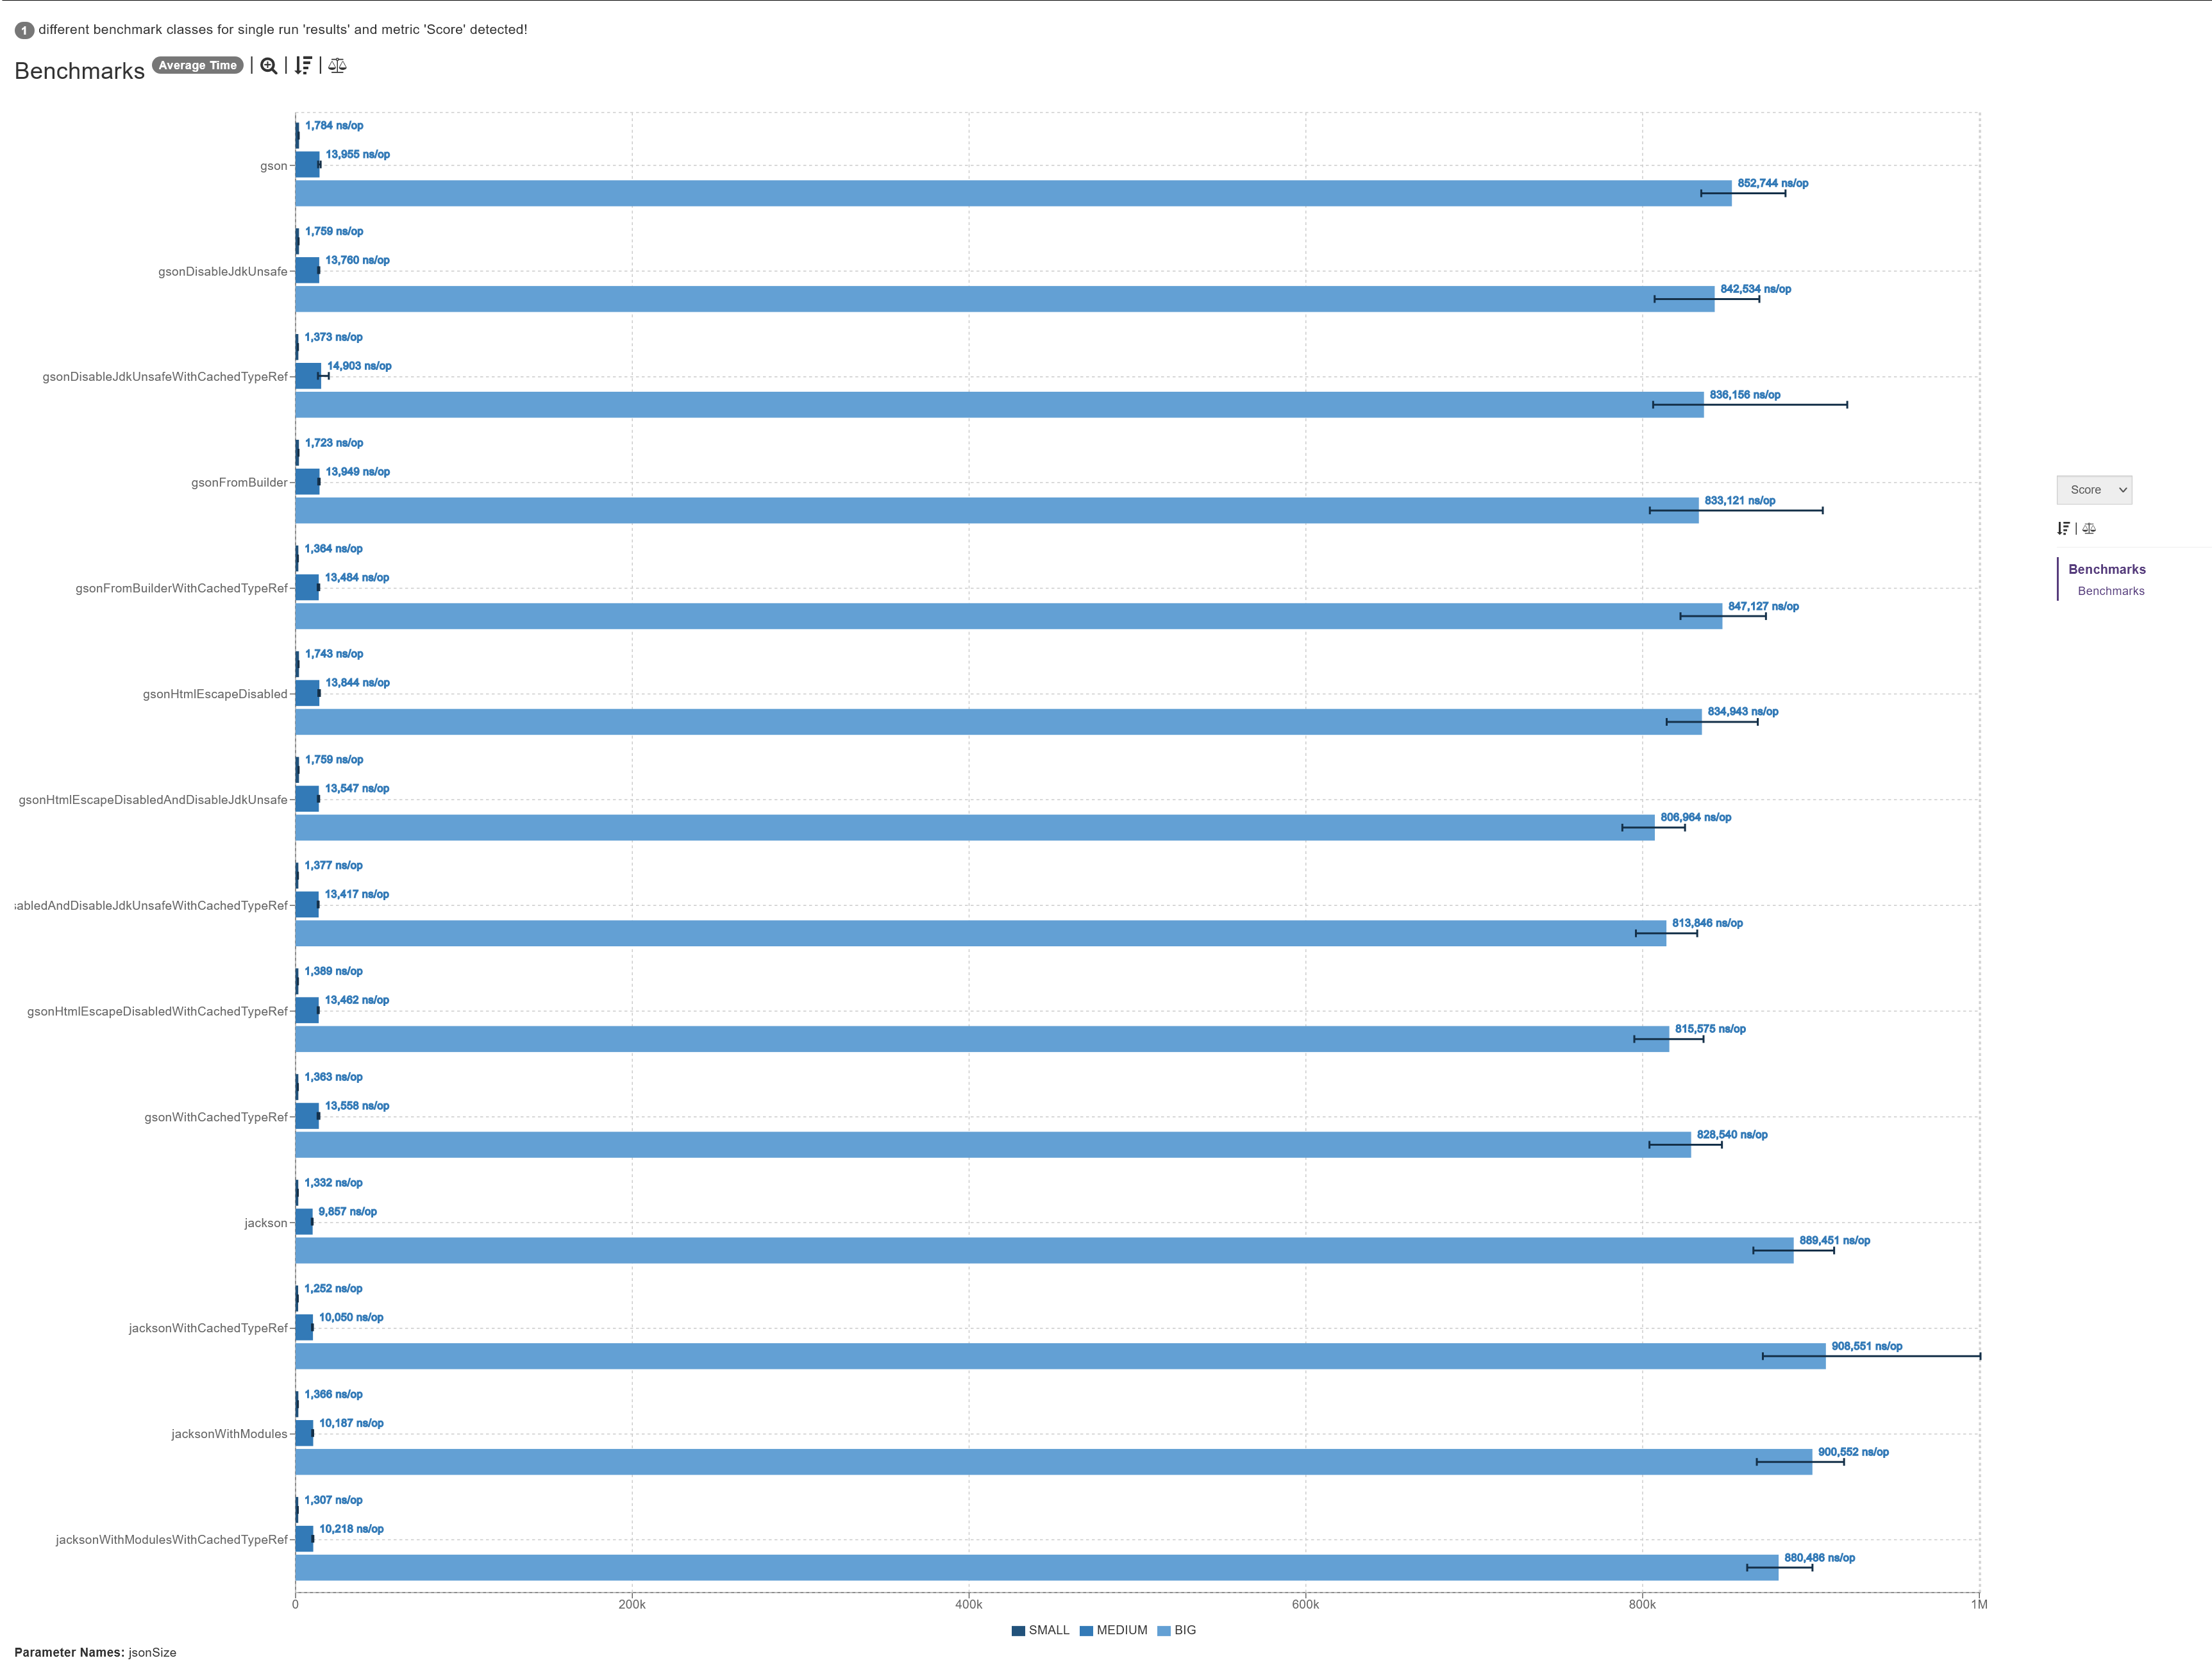 1 different benchmark classes for single run 'results' and metric 'Score' detected!
Benchmarks Average Time
gson
1,784 ns/op
13,955 ns/op
852,744 ns/op
gsonDisableJdkUnsafe
1,759 ns/op
13,760 ns/op
842,534 ns/op
gsonDisableJdkUnsafeWithCachedTypeRef
1,373 ns/op
14,903 ns/op
836,156 ns/op
gsonFromBuilder
1,723 ns/op
13,949 ns/op
833,121 ns/op
gsonFromBuilderWithCachedTypeRef
1,364 ns/op
13,484 ns/op
847,127 ns/op
gsonHtmlEscapeDisabled
1,743 ns/op
13,844 ns/op
834,943 ns/op
gsonHtmlEscapeDisabledAndDisableJdkUnsafe
1,759 ns/op
13,547 ns/op
806,964 ns/op
sabledAndDisableJdkUnsafeWithCachedTypeRef
1,377 ns/op
13,417 ns/op
813,846 ns/op
gsonHtmlEscapeDisabledWithCachedTypeRef
1,389 ns/op
13,462 ns/op
815,575 ns/op
gsonWithCachedTypeRef
1,363 ns/op
13,558 ns/op
828,540 ns/op
jackson
1,332 ns/op
9,857 ns/op
889,451 ns/op
jacksonWithCachedTypeRef
1,252 ns/op
10,050 ns/op
908,551 ns/op
jacksonWithModules
1,366 ns/op
10,187 ns/op
900,552 ns/op
jacksonWithModulesWithCachedTypeRef
1,307 ns/op
10,218 ns/op
880,486 ns/op
0 200k 400k 600k 800k 1M
SMALL MEDIUM BIG
Parameter Names: jsonSize
Score
Benchmarks
Benchmarks